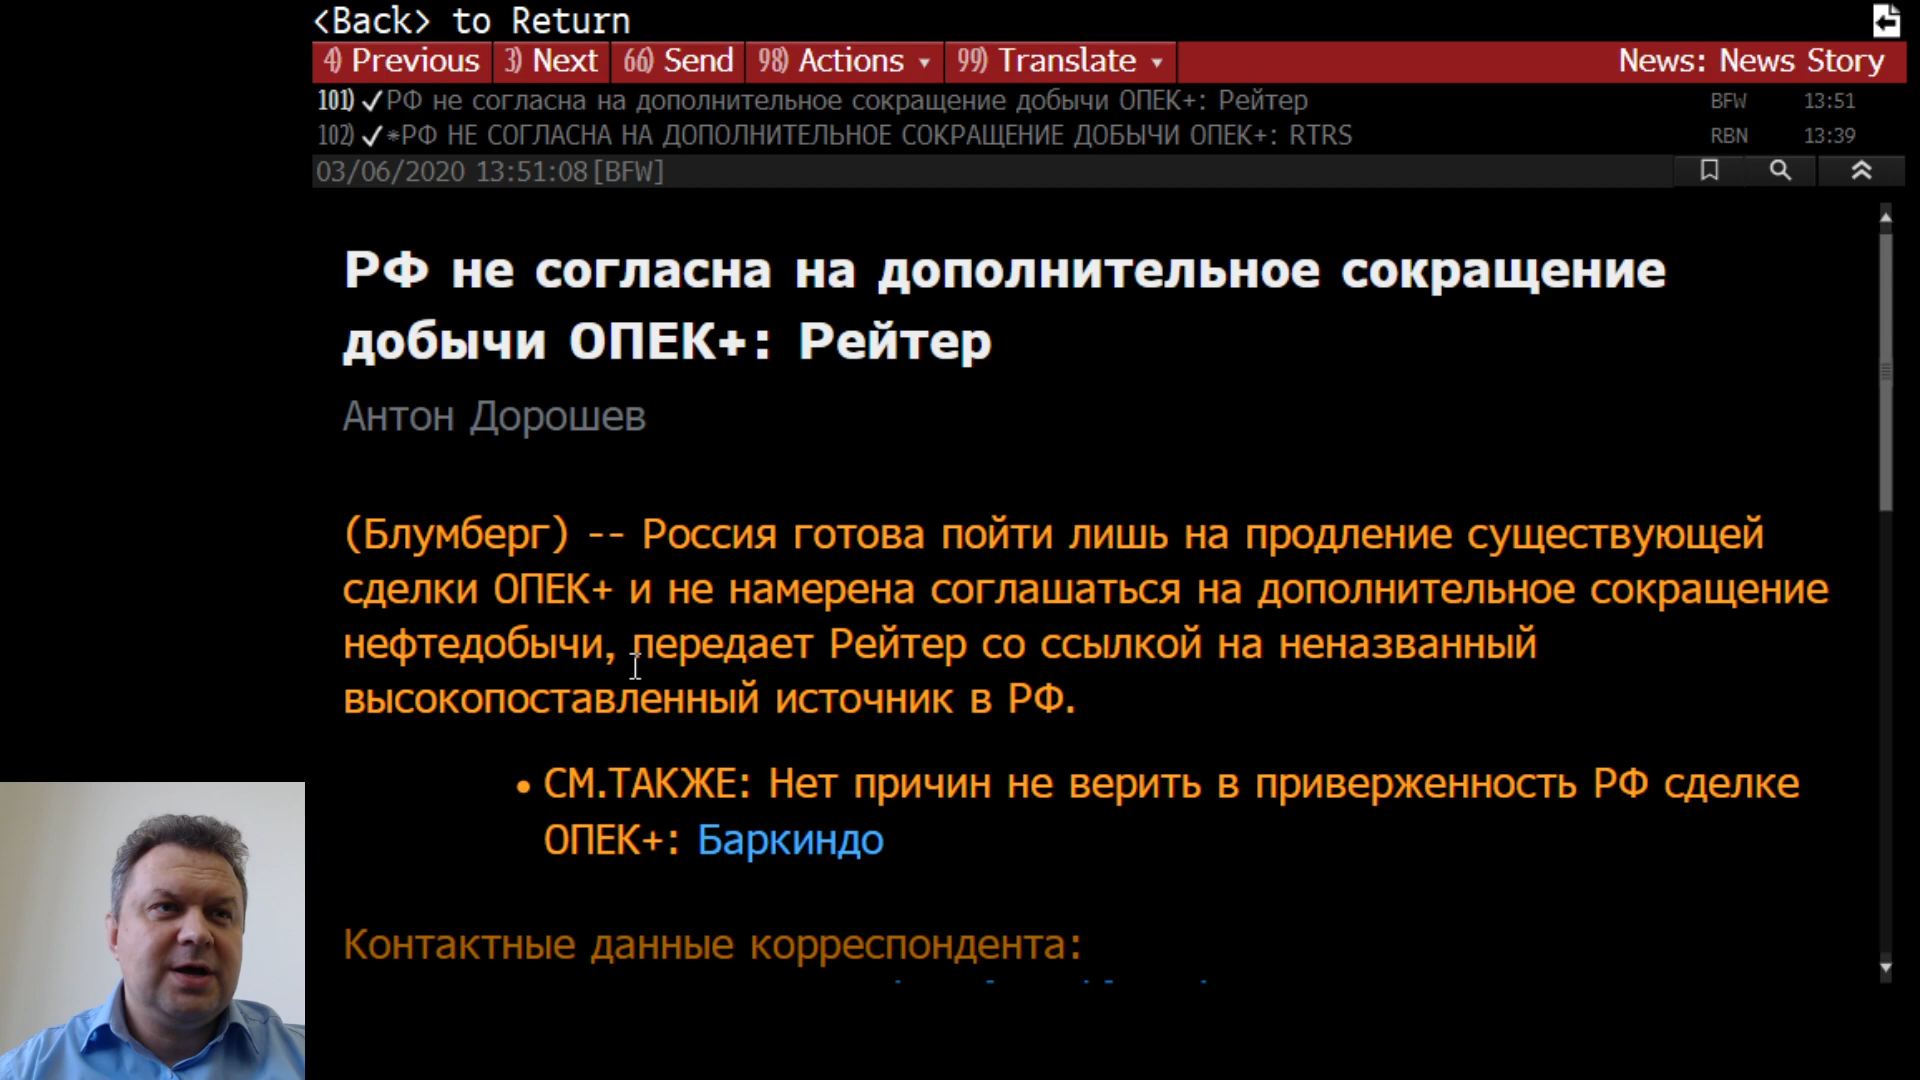 <Back> to Return
4) Previous 3) Next 66) Send 98) Actions 99) Translate News: News Story
101) ✓РФ не согласна на дополнительное сокращение добычи ОПЕК+: Рейтер BFW 13:51
102) ✓*РФ НЕ СОГЛАСНА НА ДОПОЛНИТЕЛЬНОЕ СОКРАЩЕНИЕ ДОБЫЧИ ОПЕК+: RTRS RBN 13:39
03/06/2020 13:51:08[BFW]
РФ не согласна на дополнительное сокращение
добычи ОПЕК+: Рейтер
Антон Дорошев
(Блумберг) -- Россия готова пойти лишь на продление существующей
сделки ОПЕК+ и не намерена соглашаться на дополнительное сокращение
нефтедобычи, передает Рейтер со ссылкой на неназванный
высокопоставленный источник в РФ.
• СМ.ТАКЖЕ: Нет причин не верить в приверженность РФ сделке
ОПЕК+: Баркиндо
Контактные данные корреспондента: